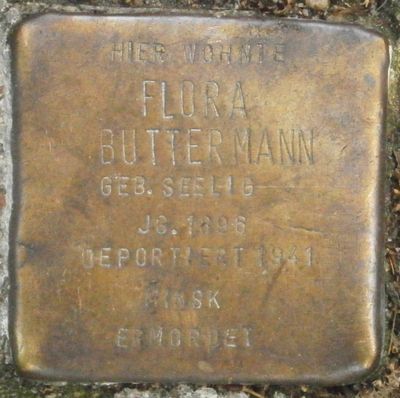 HIER WOHNTE
FLORA
BUTTERMANN
GEB. SEELIG
JG. 1896
DEPORTIERT 1941
MINSK
ERMORDET